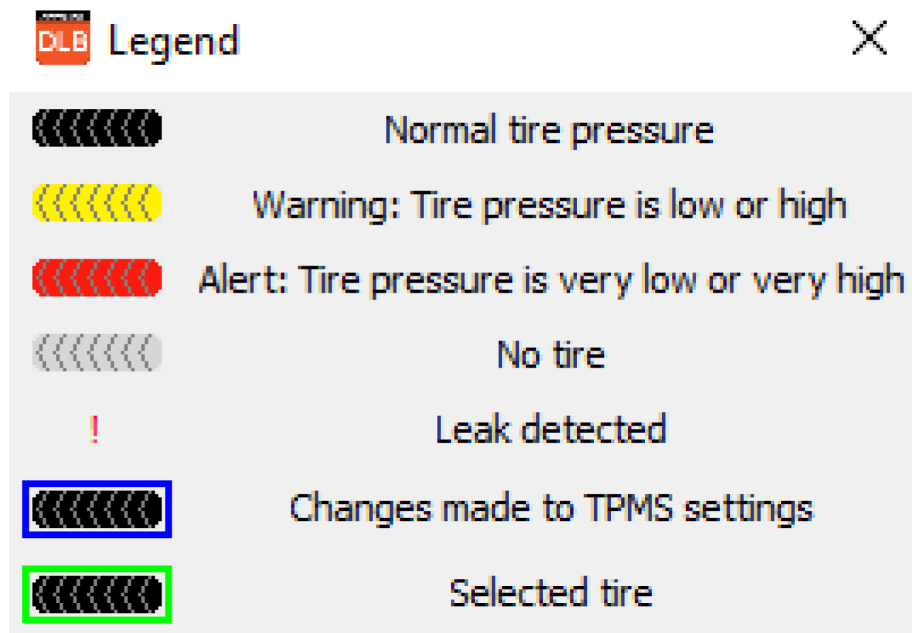 DLB Legend
Normal tire pressure
Warning: Tire pressure is low or high
Alert: Tire pressure is very low or very high
No tire
! Leak detected
Changes made to TPMS settings
Selected tire